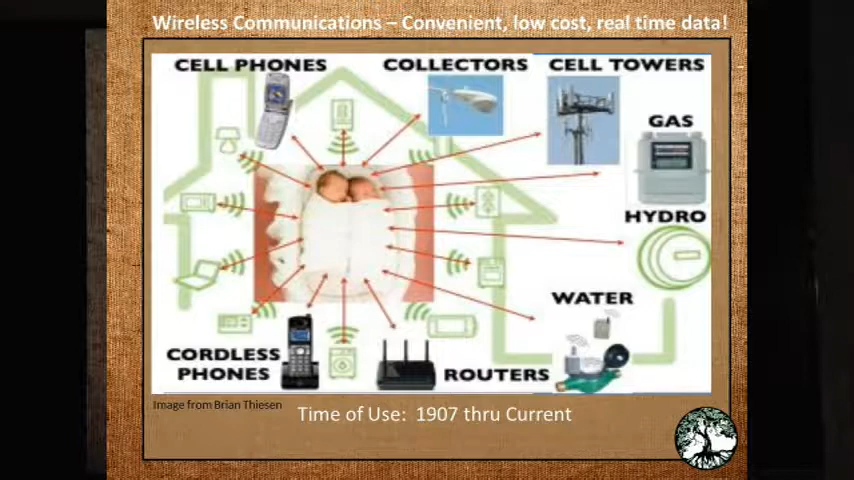 Wireless Communications – Convenient, low cost, real time data!
CELL PHONES
COLLECTORS
CELL TOWERS
GAS
HYDRO
WATER
CORDLESS
PHONES
ROUTERS
Image from Brian Thiesen
Time of Use: 1907 thru Current